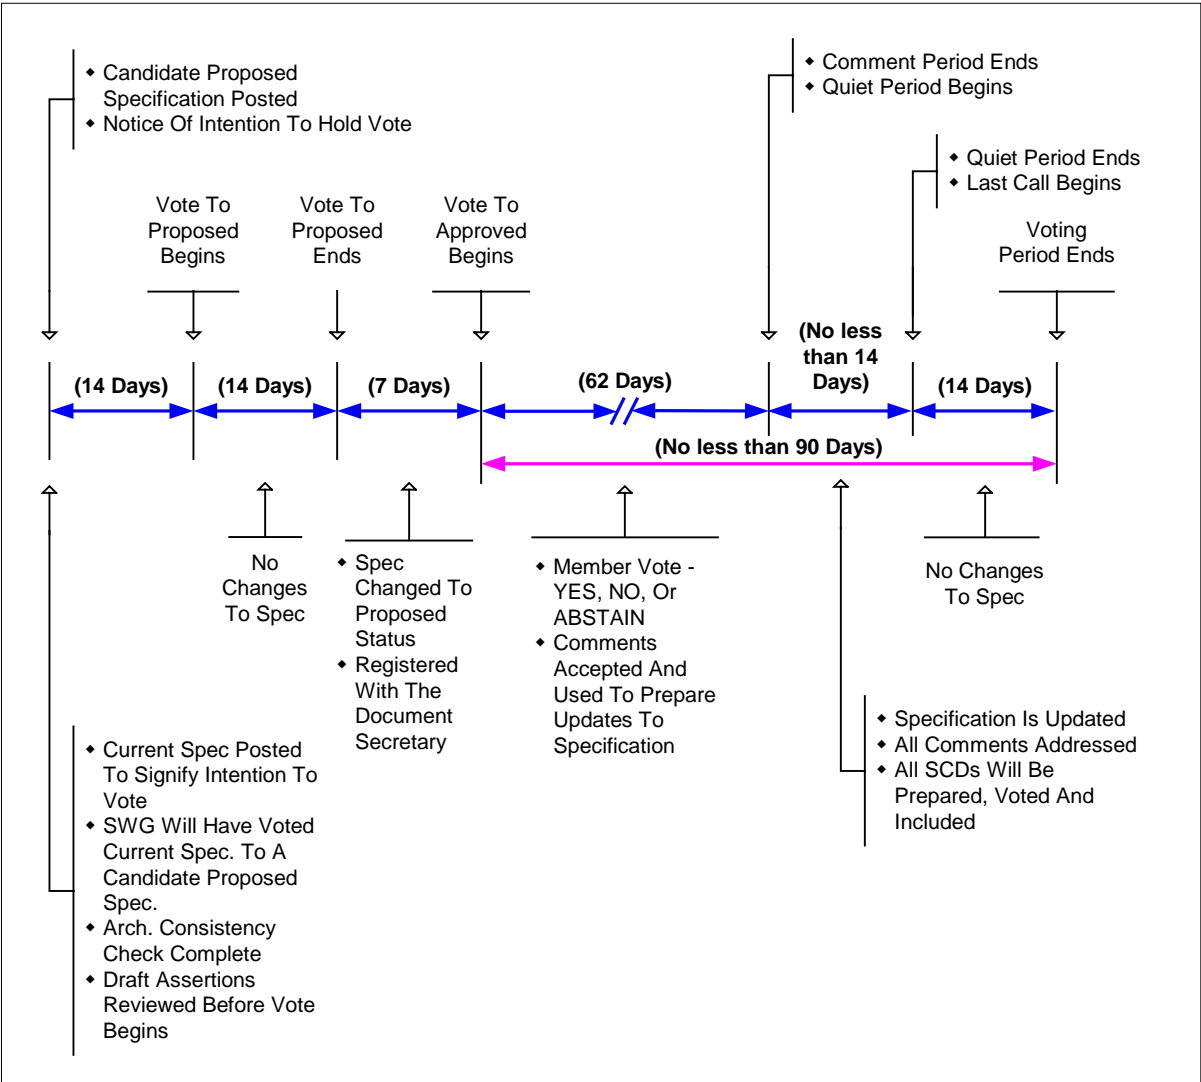 ◆ Candidate Proposed
Specification Posted
◆ Notice Of Intention To Hold Vote
◆ Comment Period Ends
◆ Quiet Period Begins
◆ Quiet Period Ends
◆ Last Call Begins
Vote To
Proposed
Begins
Vote To
Proposed
Ends
Vote To
Approved
Begins
Voting
Period Ends
(14 Days)
(14 Days)
(7 Days)
(62 Days)
(No less
than 14
Days)
(14 Days)
(No less than 90 Days)
No
Changes
To Spec
◆ Spec
Changed To
Proposed
Status
◆ Registered
With The
Document
Secretary
◆ Member Vote -
YES, NO, Or
ABSTAIN
◆ Comments
Accepted And
Used To Prepare
Updates To
Specification
No Changes
To Spec
◆ Specification Is Updated
◆ All Comments Addressed
◆ All SCDs Will Be
Prepared, Voted And
Included
◆ Current Spec Posted
To Signify Intention To
Vote
◆ SWG Will Have Voted
Current Spec. To A
Candidate Proposed
Spec.
◆ Arch. Consistency
Check Complete
◆ Draft Assertions
Reviewed Before Vote
Begins